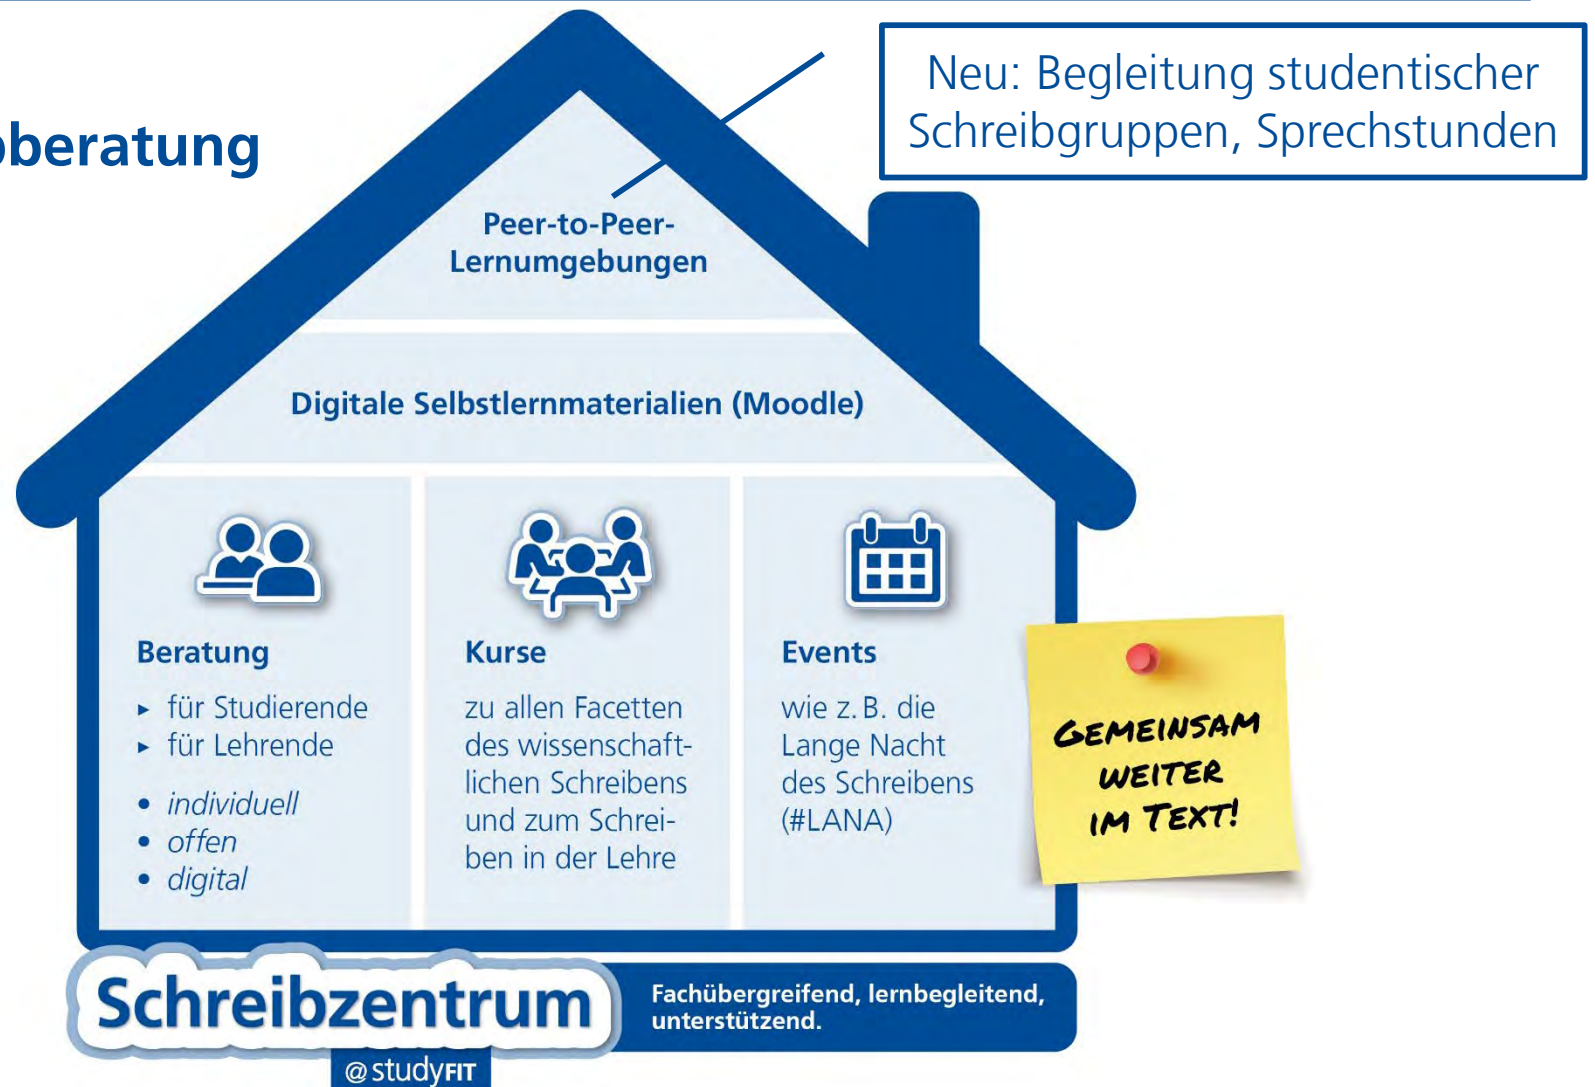 Neu: Begleitung studentischer
Schreibgruppen, Sprechstunden
beratung
Peer-to-Peer-
Lernumgebungen
Digitale Selbstlernmaterialien (Moodle)
Beratung
▸ für Studierende
▸ für Lehrende
• individuell
• offen
• digital
Kurse
zu allen Facetten
des wissenschaft-
lichen Schreibens
und zum Schrei-
ben in der Lehre
Events
wie z. B. die
Lange Nacht
des Schreibens
(#LANA)
GEMEINSAM
WEITER
IM TEXT!
Schreibzentrum
Fachübergreifend, lernbegleitend,
unterstützend.
@studyFIT